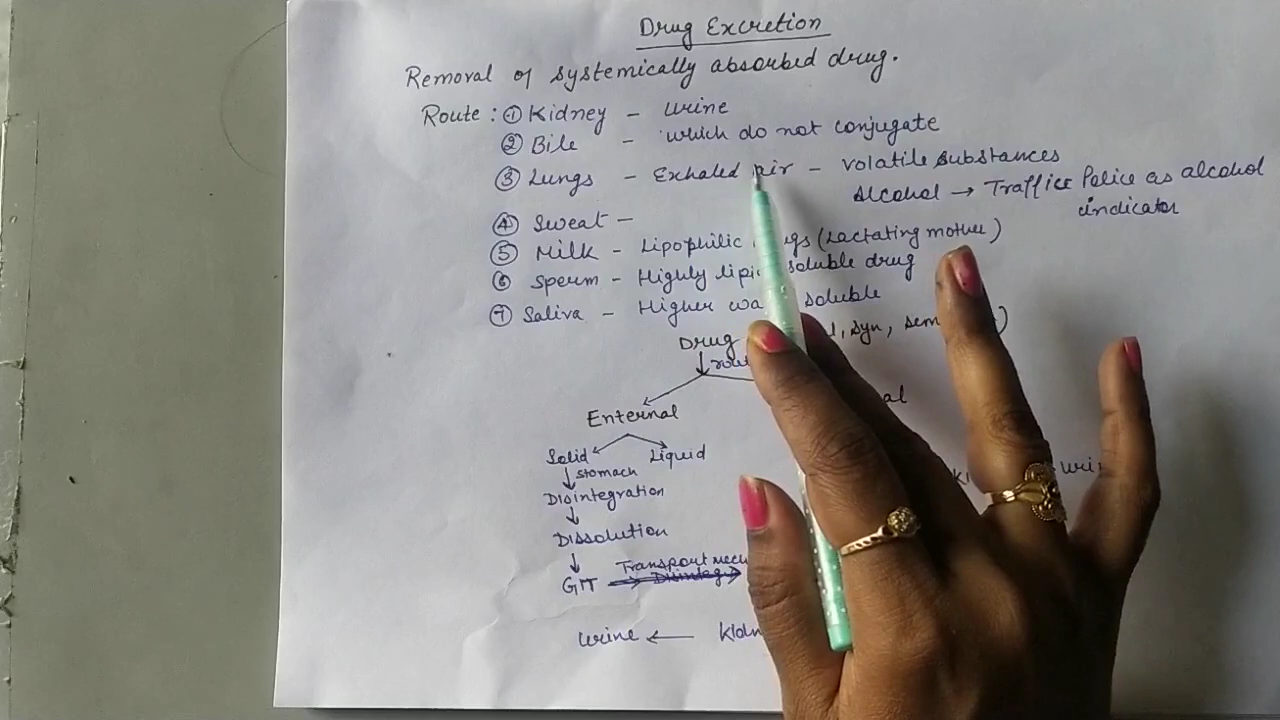 Drug Excretion
Removal of systemically absorbed drug.
Route : ① Kidney - Urine
② Bile - which do not conjugate
③ Lungs - Exhaled air - volatile substances
Alcohol → Traffice Police as alcohol
indicator
④ Sweat -
⑤ Milk - Lipophilic (Lactating mother)
⑥ Sperm - Highly soluble drug
⑦ Saliva - Higher soluble
Drug , syn,
Enternal
Solid Liquid
↓ stomach
Disintegration
↓
Dissolution
↓
GIT Transport
Urine ←